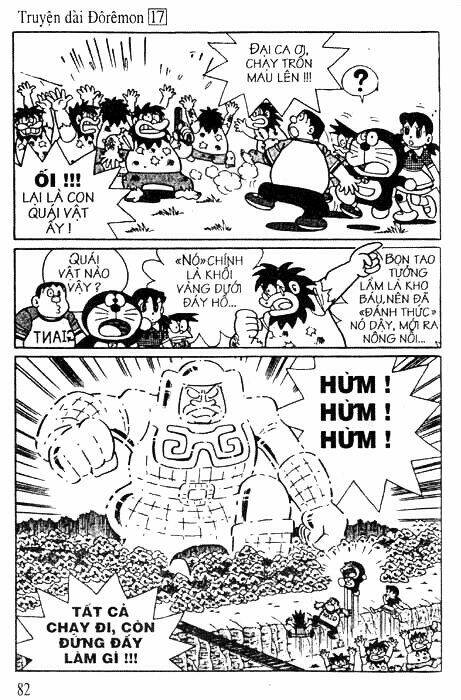 Truyện dài Đôrêmon 17
ĐẠI CA ƠI,
CHẠY TRỐN
MAU LÊN !!!
?
ỐI !!!
LẠI LÀ CON
QUÁI VẬT
ẤY !
QUÁI
VẬT NÀO
VẬY ?
TNAIᴉ
«NÓ» CHÍNH
LÀ KHỐI
VÀNG DƯỚI
ĐÁY HỒ...
BỌN TAO
TƯỞNG
LẦM LÀ KHO
BÁU, NÊN ĐÃ
«ĐÁNH THỨC»
NÓ DẬY, MỚI RA
NÔNG NỖI...
HỪM !
HỪM !
HỪM !
TẤT CẢ
CHẠY ĐI, CÒN
ĐỨNG ĐẤY
LÀM GÌ !!!
82